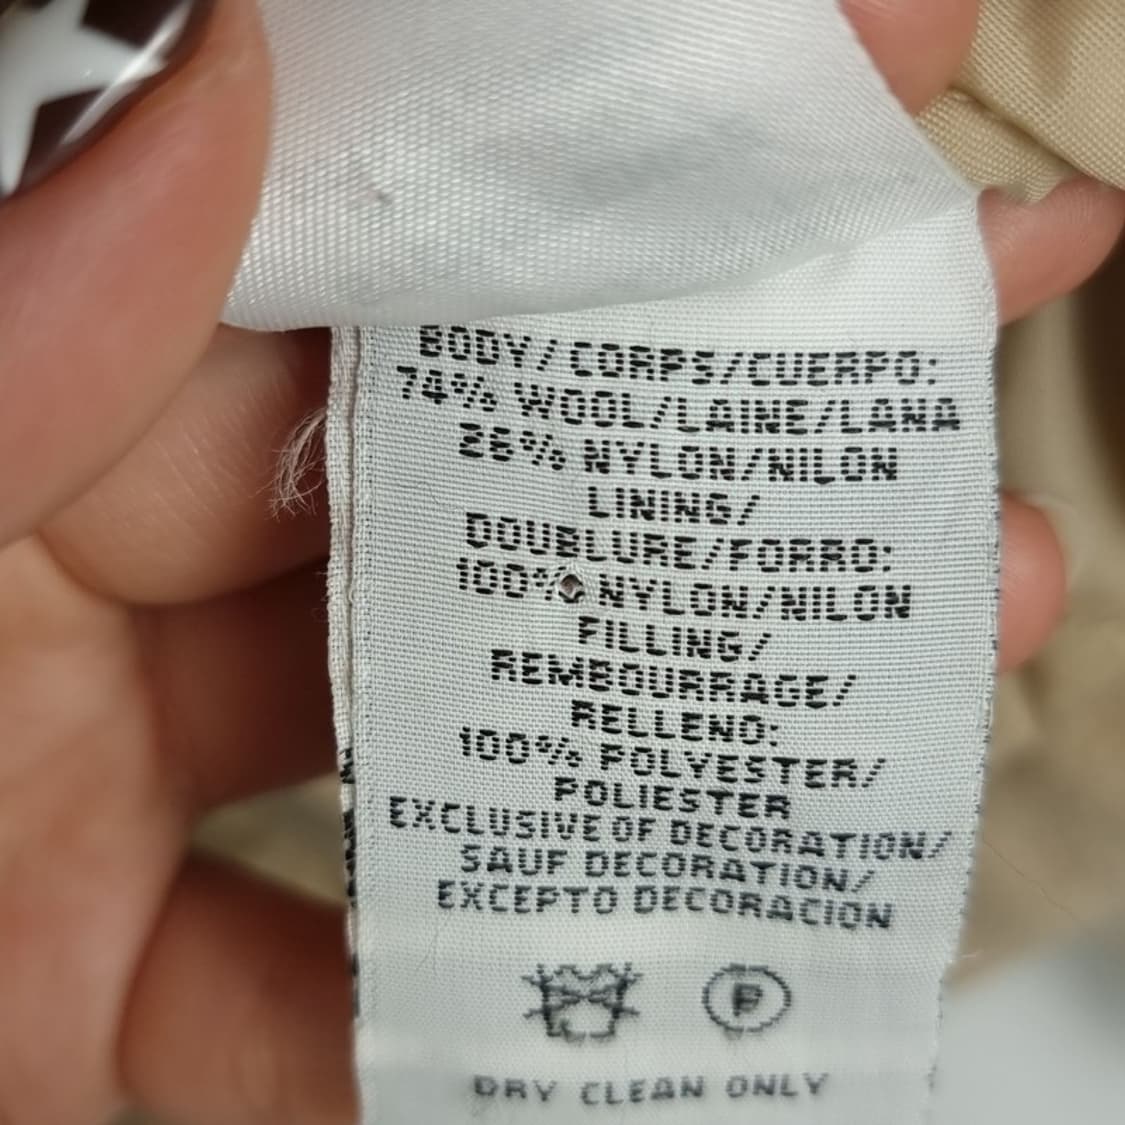 BODY/CORPS/CUERPO:
74% WOOL/LAINE/LANA
26% NYLON/NILON
LINING/
DOUBLURE/FORRO:
100% NYLON/NILON
FILLING/
REMBOURRAGE/
RELLENO:
100% POLYESTER/
POLIESTER
EXCLUSIVE OF DECORATION/
SAUF DECORATION/
EXCEPTO DECORACION
P
DRY CLEAN ONLY